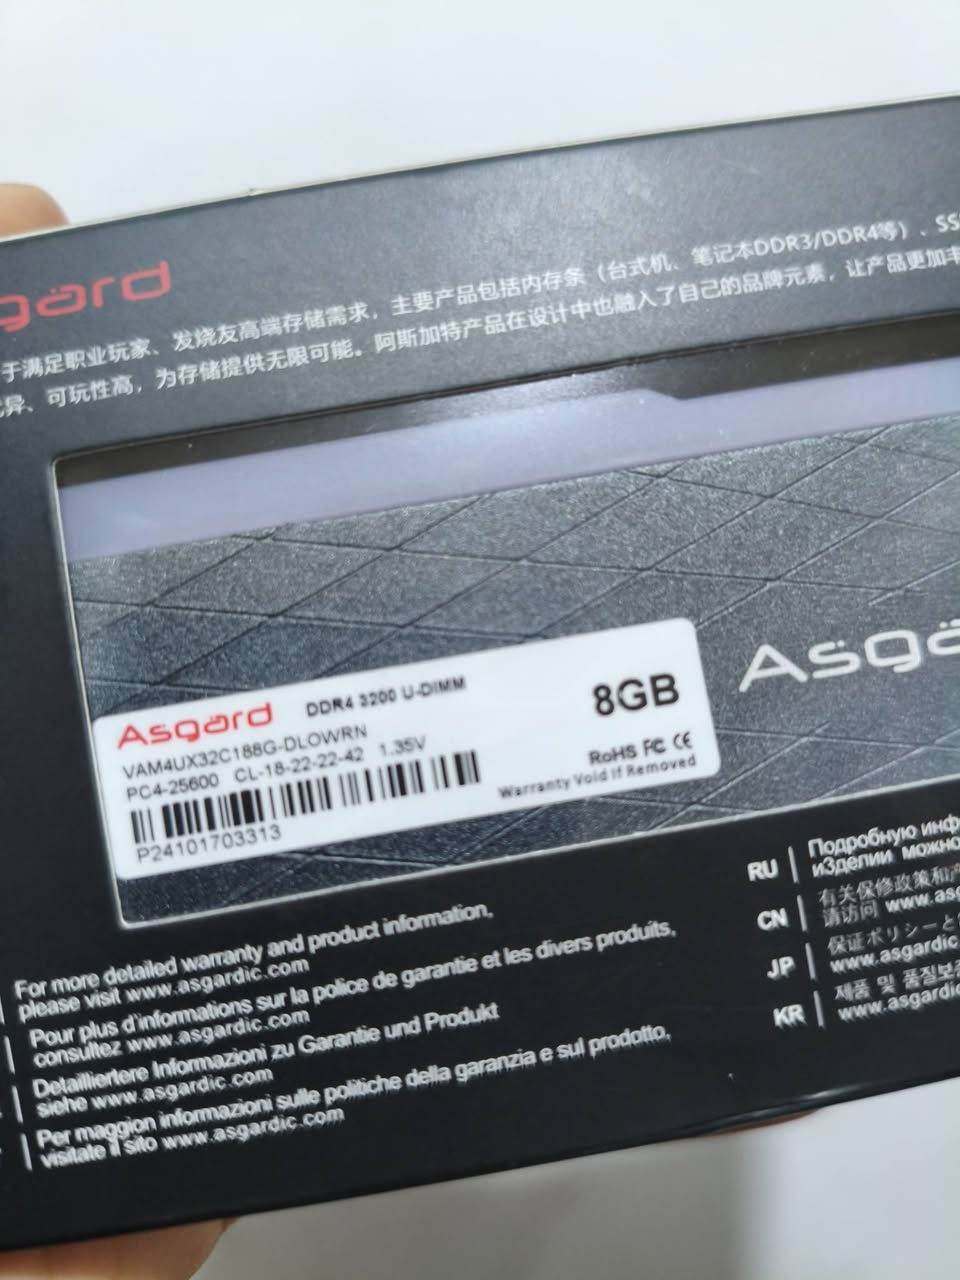 gard
于满足职业玩家、发烧友高端存储需求，主要产品包括内存条（台式机、笔记本DDR3/DDR4等）、SS
异、可玩性高，为存储提供无限可能。阿斯加特产品在设计中也融入了自己的品牌元素，让产品更加丰
Asga
Asgard DDR4 3200 U-DIMM 8GB
VAM4UX32C188G-DLOWRN
PC4-25600 CL-18-22-22-42 1.35V
RoHS FC CE
Warranty Void If Removed
P24101703313
For more detailed warranty and product information,
please visit www.asgardic.com
Pour plus d'informations sur la police de garantie et les divers produits,
consultez www.asgardic.com
Detailliertere Informazioni zu Garantie und Produkt
siehe www.asgardic.com
Per maggion informazioni sulle politiche della garanzia e sul prodotto,
visitate il sito www.asgardic.com
RU Подробную инф
иЗделии можно
CN 有关保修政策和产
请访问 www.asg
JP 保証ポリシーと
www.asgardic
KR 제품 및 품질보증
www.asgardic